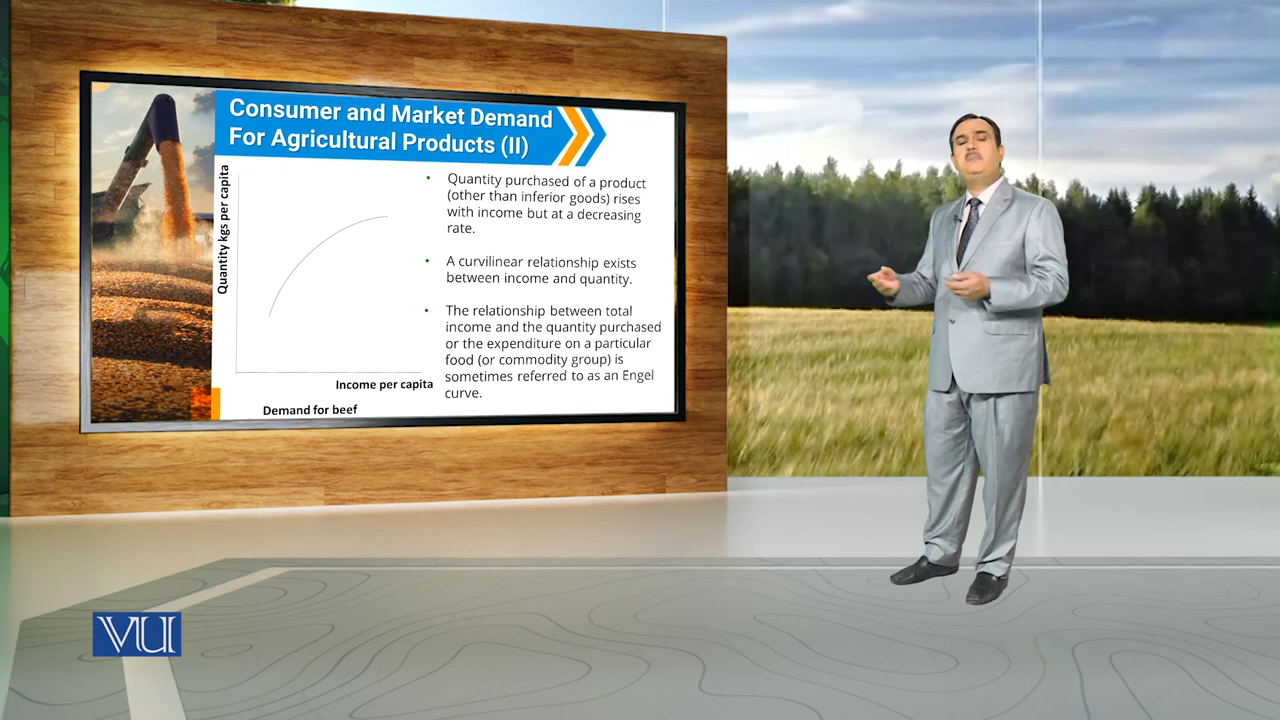 Consumer and Market Demand
For Agricultural Products (II)
Quantity kgs per capita
Income per capita
Demand for beef
• Quantity purchased of a product
(other than inferior goods) rises
with income but at a decreasing
rate.
• A curvilinear relationship exists
between income and quantity.
• The relationship between total
income and the quantity purchased
or the expenditure on a particular
food (or commodity group) is
sometimes referred to as an Engel
curve.
VU